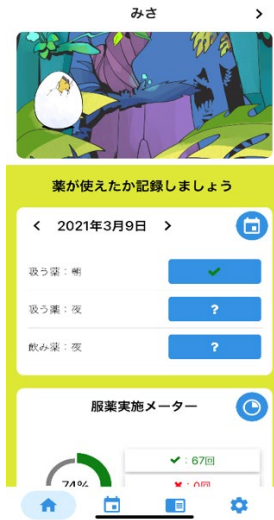 みさ
薬が使えたか記録しましょう
2021年3月9日
吸う薬：朝
吸う薬：夜
?
飲み薬：夜
?
服薬実施メーター
74%
✔：67回
✖：0回